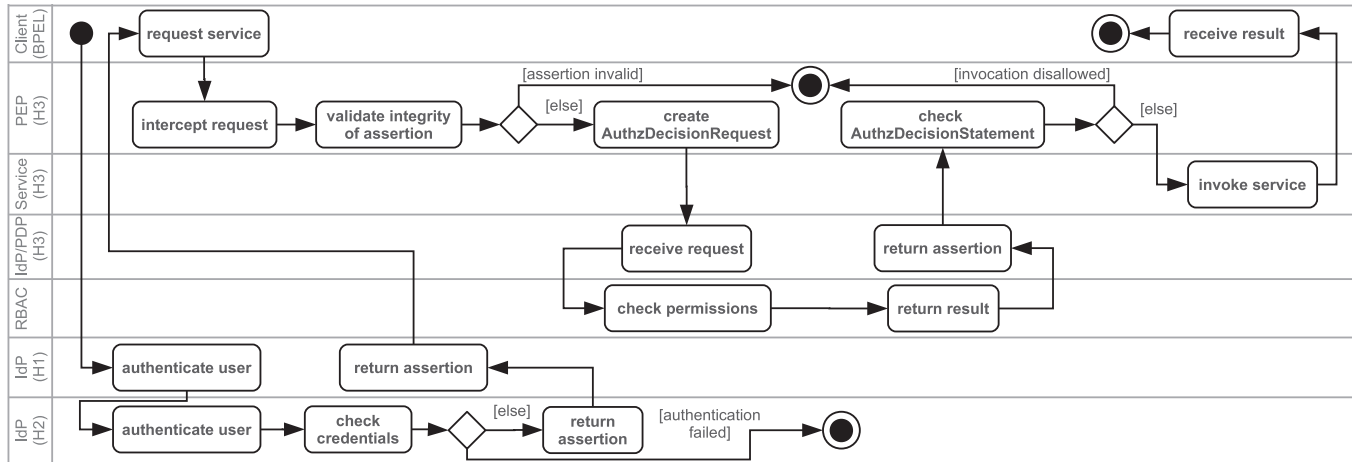 Client
(BPEL)
request service
receive result
PEP
(H3)
[assertion invalid]
[invocation disallowed]
intercept request
validate integrity
of assertion
[else]
create
AuthzDecisionRequest
check
AuthzDecisionStatement
[else]
Service
(H3)
invoke service
IdP/PDP
(H3)
receive request
return assertion
RBAC
check permissions
return result
IdP
(H1)
authenticate user
return assertion
IdP
(H2)
authenticate user
check
credentials
[else]
return
assertion
[authentication
failed]